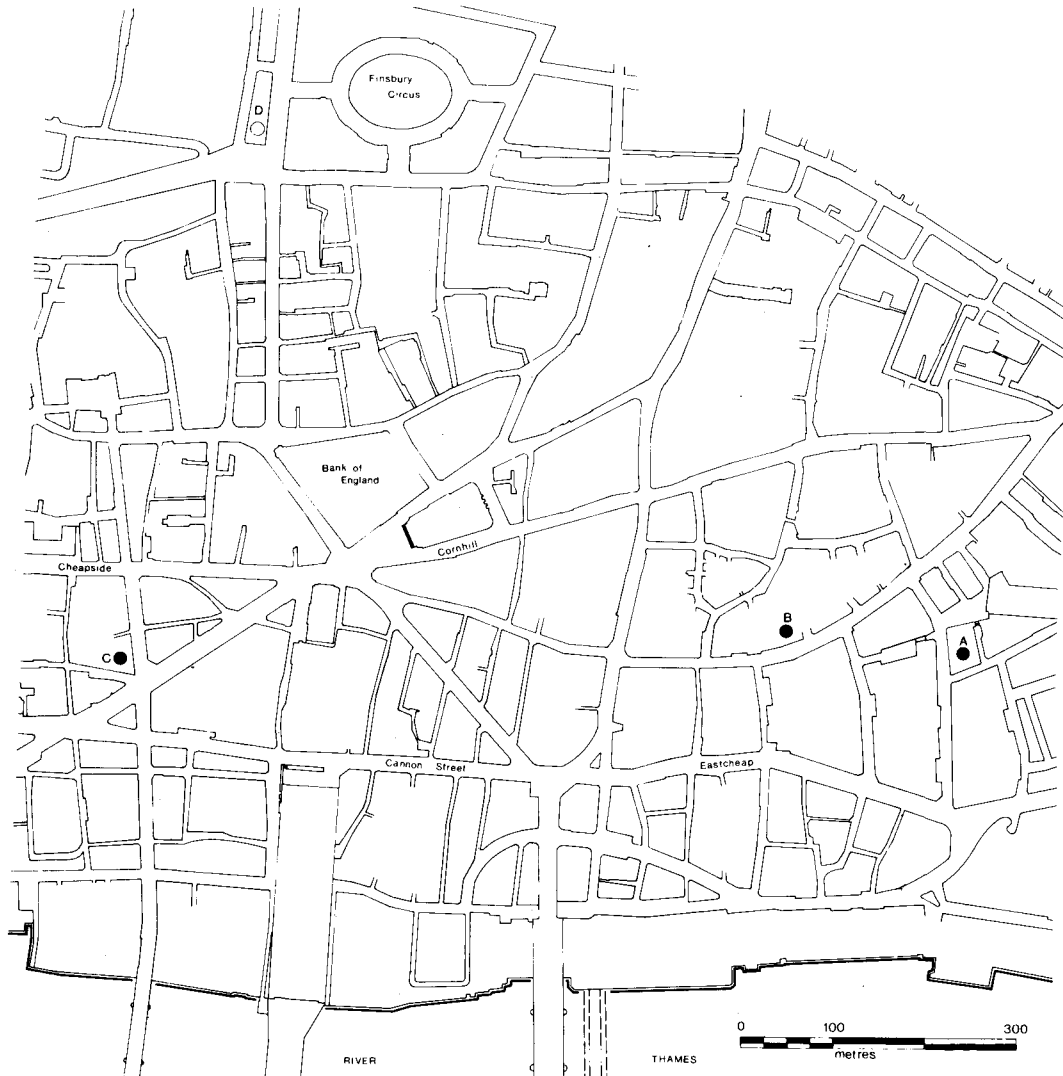 Finsbury
Circus
D
Bank of
England
Cornhill
Cheapside
B
A
C
Cannon Street
Eastcheap
0 100 300
metres
RIVER THAMES